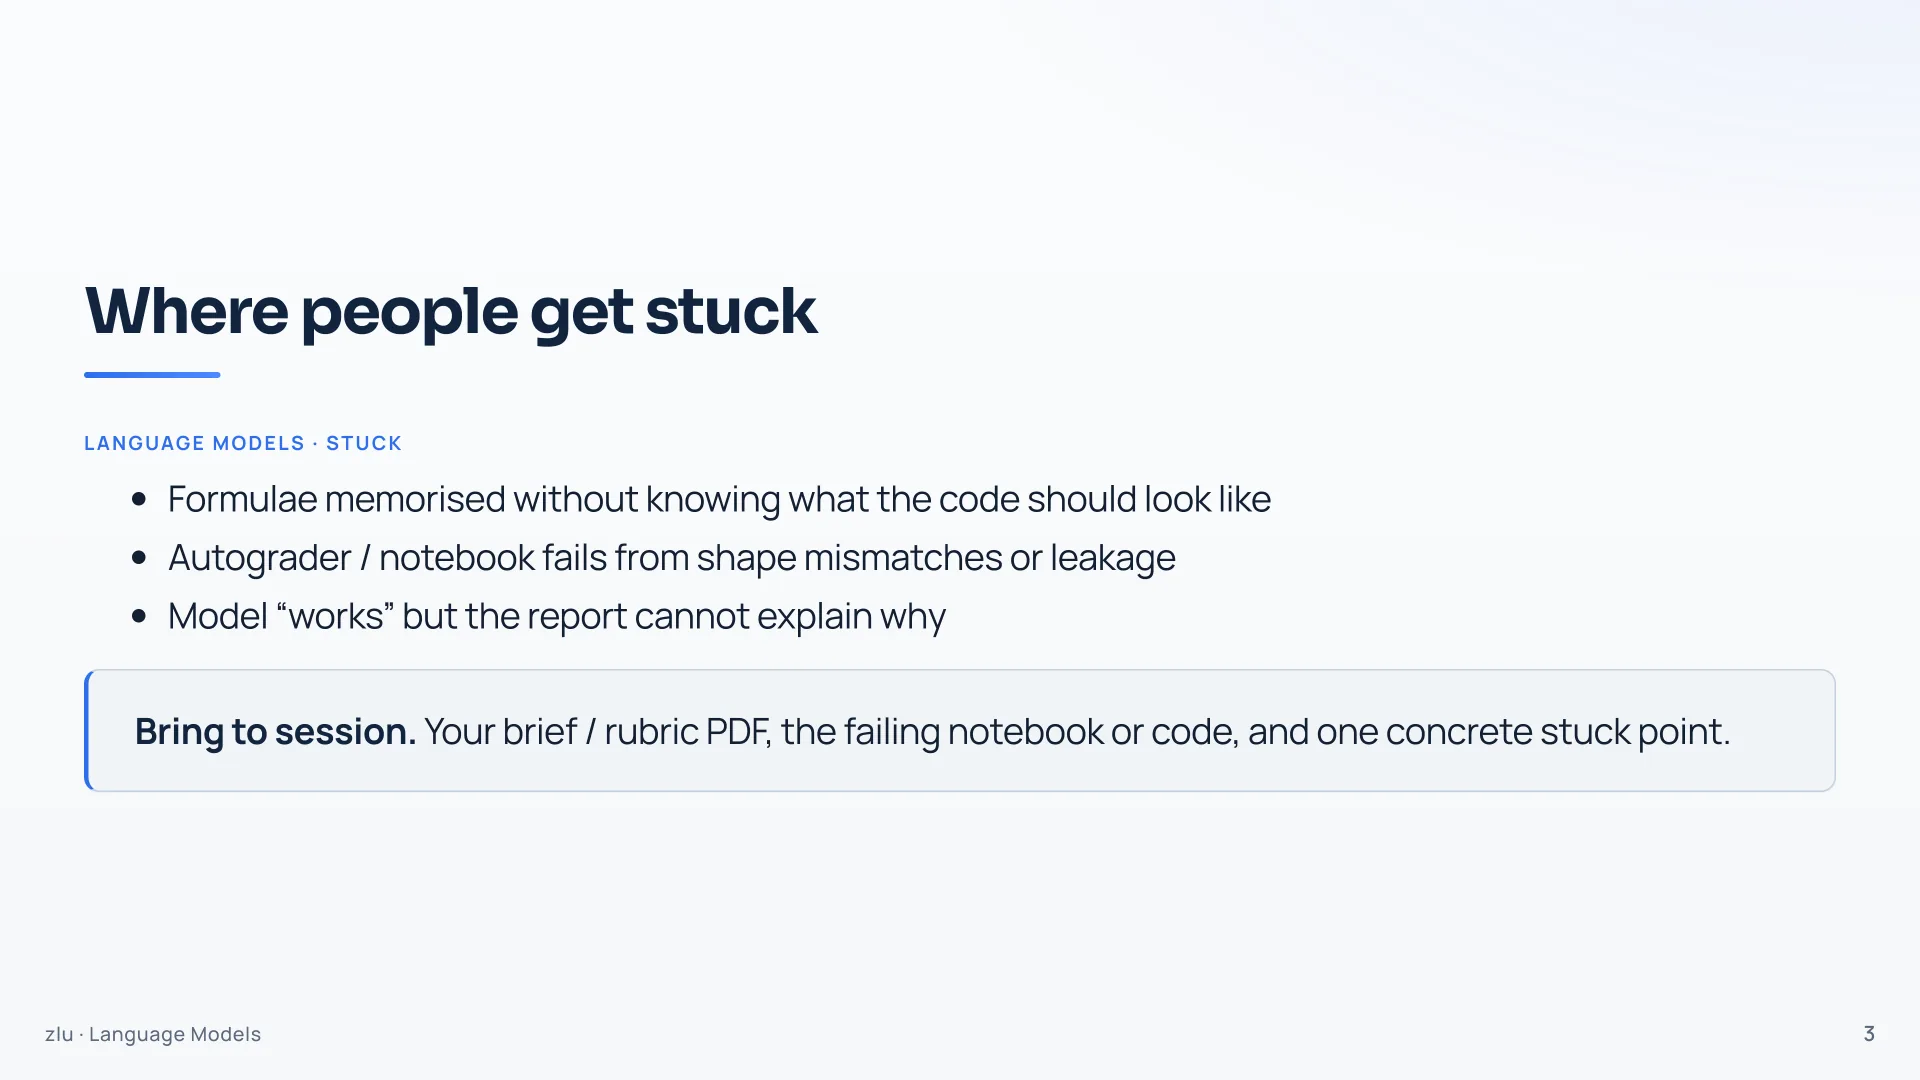 Where people get stuck
LANGUAGE MODELS · STUCK
• Formulae memorised without knowing what the code should look like
• Autograder / notebook fails from shape mismatches or leakage
• Model “works” but the report cannot explain why
Bring to session. Your brief / rubric PDF, the failing notebook or code, and one concrete stuck point.
zlu · Language Models
3